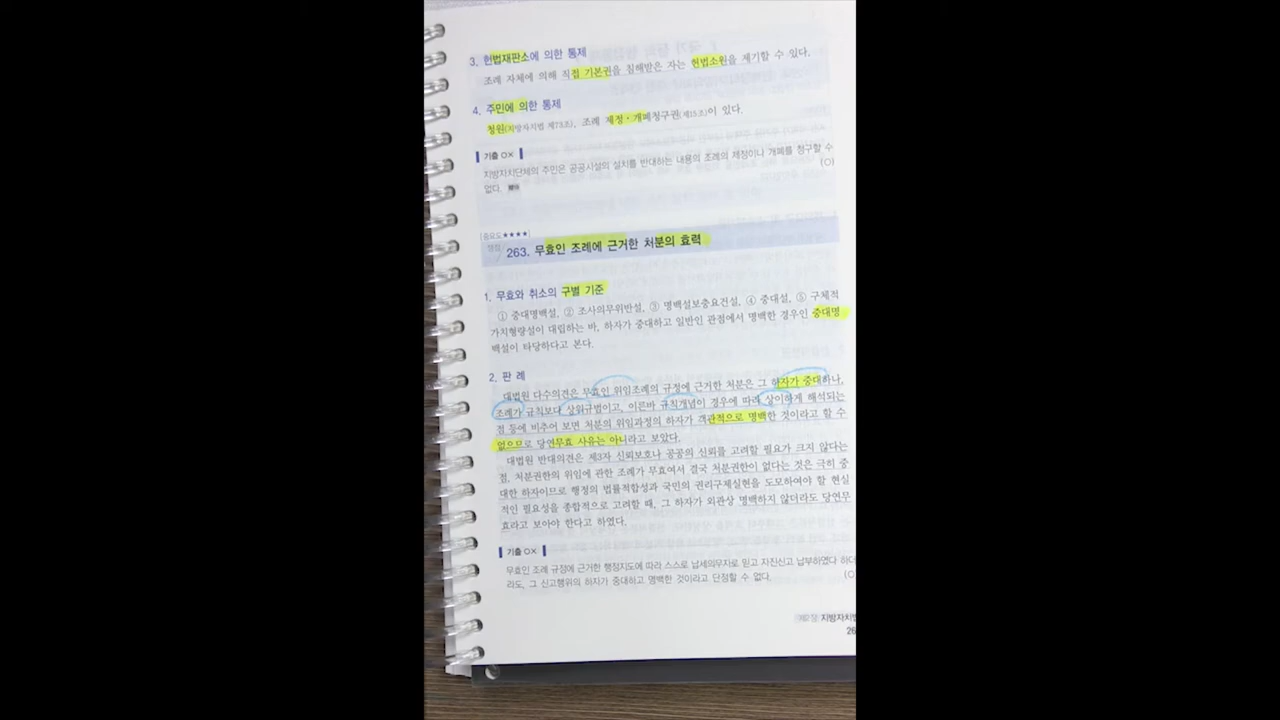 3. 헌법재판소에 의한 통제
조례 자체에 의해 직접 기본권을 침해받은 자는 헌법소원을 제기할 수 있다.
4. 주민에 의한 통제
청원(지방자치법 제73조), 조례 제정·개폐청구권(제15조)이 있다.
기출 O×
지방자치단체의 주민은 공공시설의 설치를 반대하는 내용의 조례의 제정이나 개폐를 청구할 수
없다. (O)
[중요도★★★★]
쟁점 263. 무효인 조례에 근거한 처분의 효력
1. 무효와 취소의 구별 기준
① 중대명백설, ② 조사의무위반설, ③ 명백설보충요건설, ④ 중대설, ⑤ 구체적
가치형량설이 대립하는 바, 하자가 중대하고 일반인 관점에서 명백한 경우인 중대명
백설이 타당하다고 본다.
2. 판 례
대법원 다수의견은 무효인 위임조례의 규정에 근거한 처분은 그 하자가 중대하나,
조례가 규칙보다 상위규범이고, 이른바 규칙개념이 경우에 따라 상이하게 해석되는
점 등에 비추어 보면 처분의 위임과정의 하자가 객관적으로 명백한 것이라고 할 수
없으므로 당연무효 사유는 아니라고 보았다.
대법원 반대의견은 제3자 신뢰보호나 공공의 신뢰를 고려할 필요가 크지 않다는
점, 처분권한의 위임에 관한 조례가 무효여서 결국 처분권한이 없다는 것은 극히 중
대한 하자이므로 행정의 법률적합성과 국민의 권리구제실현을 도모하여야 할 현실
적인 필요성을 종합적으로 고려할 때, 그 하자가 외관상 명백하지 않더라도 당연무
효라고 보아야 한다고 하였다.
기출 O×
무효인 조례 규정에 근거한 행정지도에 따라 스스로 납세의무자로 믿고 자진신고 납부하였다 하더
라도, 그 신고행위의 하자가 중대하고 명백한 것이라고 단정할 수 없다. (O
제2장 지방자치법
26